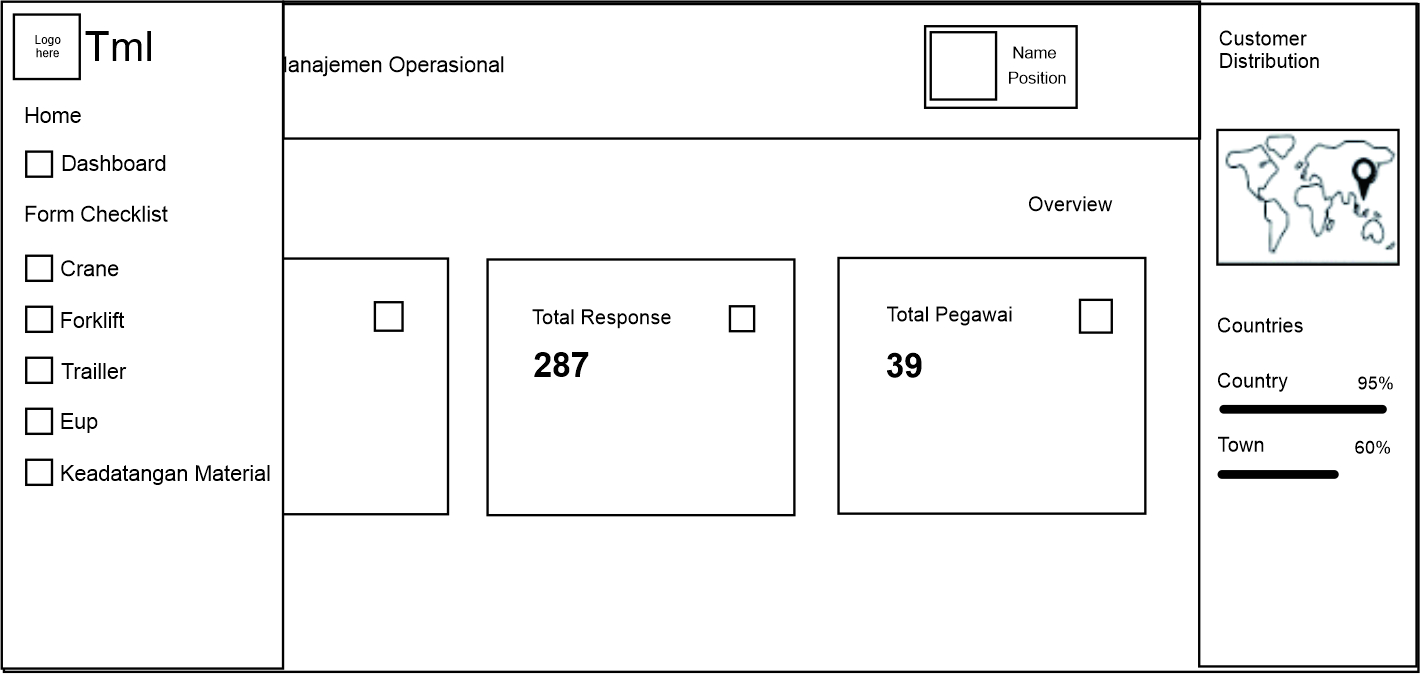 Logo
here
Tml
Home
Dashboard
Form Checklist
Crane
Forklift
Trailler
Eup
Keadatangan Material
anajemen Operasional
Name
Position
Overview
Total Response
287
Total Pegawai
39
Customer
Distribution
Countries
Country 95%
Town 60%